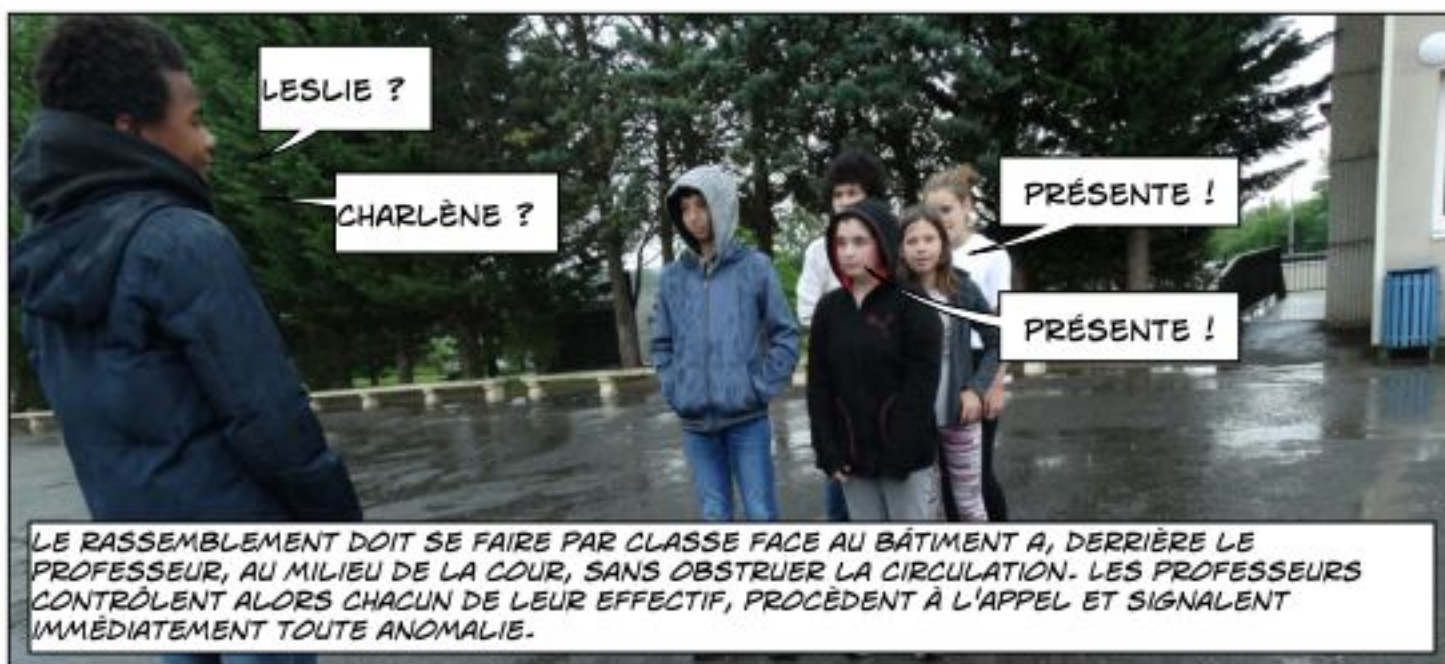 LESLIE ?
CHARLÈNE ?
PRÉSENTE !
PRÉSENTE !
LE RASSEMBLEMENT DOIT SE FAIRE PAR CLASSE FACE AU BÂTIMENT A, DERRIÈRE LE
PROFESSEUR, AU MILIEU DE LA COUR, SANS OBSTRUER LA CIRCULATION. LES PROFESSEURS
CONTRÔLENT ALORS CHACUN DE LEUR EFFECTIF, PROCÈDENT À L'APPEL ET SIGNALENT
IMMÉDIATEMENT TOUTE ANOMALIE.